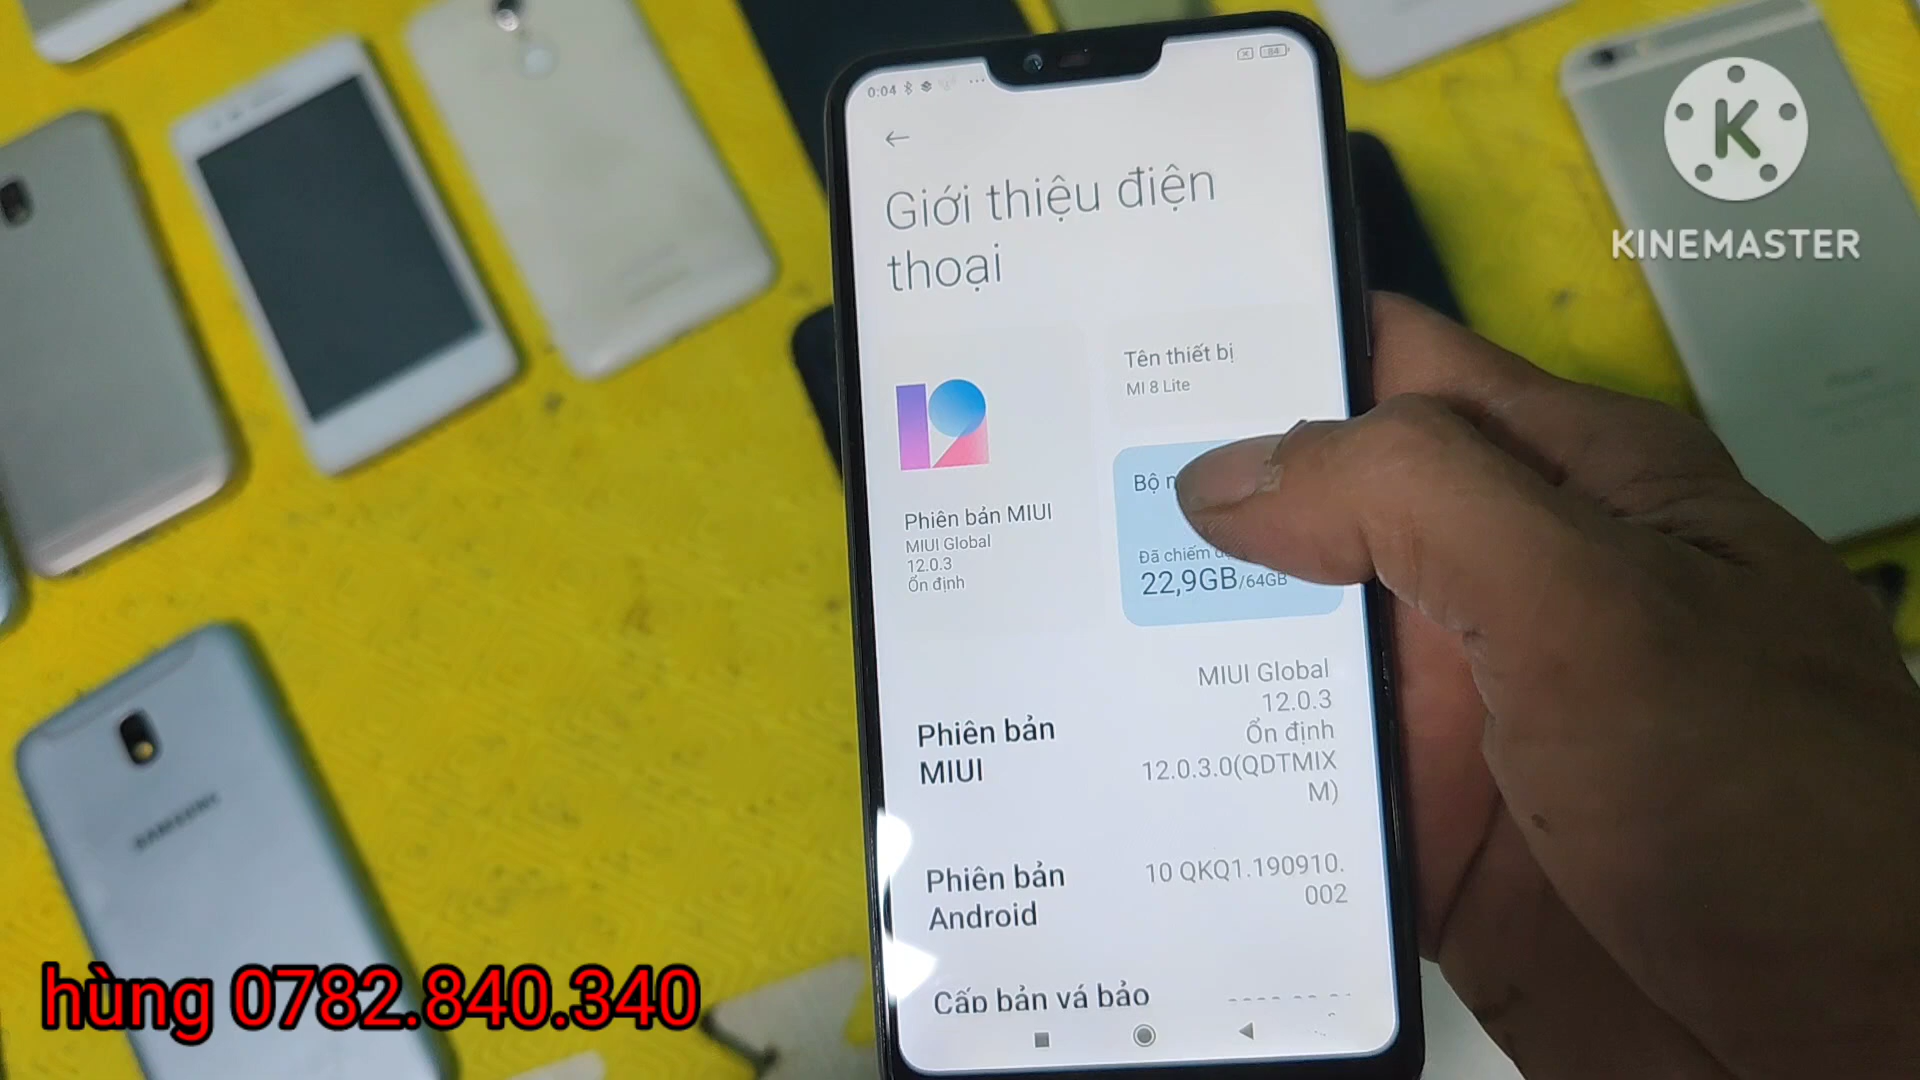 0:04
84
Giới thiệu điện
thoại
Tên thiết bị
MI 8 Lite
Bộ
Phiên bản MIUI
MIUI Global
12.0.3
Ổn định
Đã chiếm
22,9GB/64GB
Phiên bản
MIUI
MIUI Global
12.0.3
Ổn định
12.0.3.0(QDTMIX
M)
Phiên bản
Android
10 QKQ1.190910.
002
Cấp bản vá bảo
K
KINEMASTER
SAMSUNG
hùng 0782.840.340